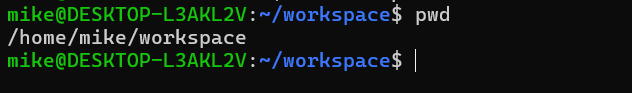 mike@DESKTOP-L3AKL2V:~/workspace$ pwd
/home/mike/workspace
mike@DESKTOP-L3AKL2V:~/workspace$